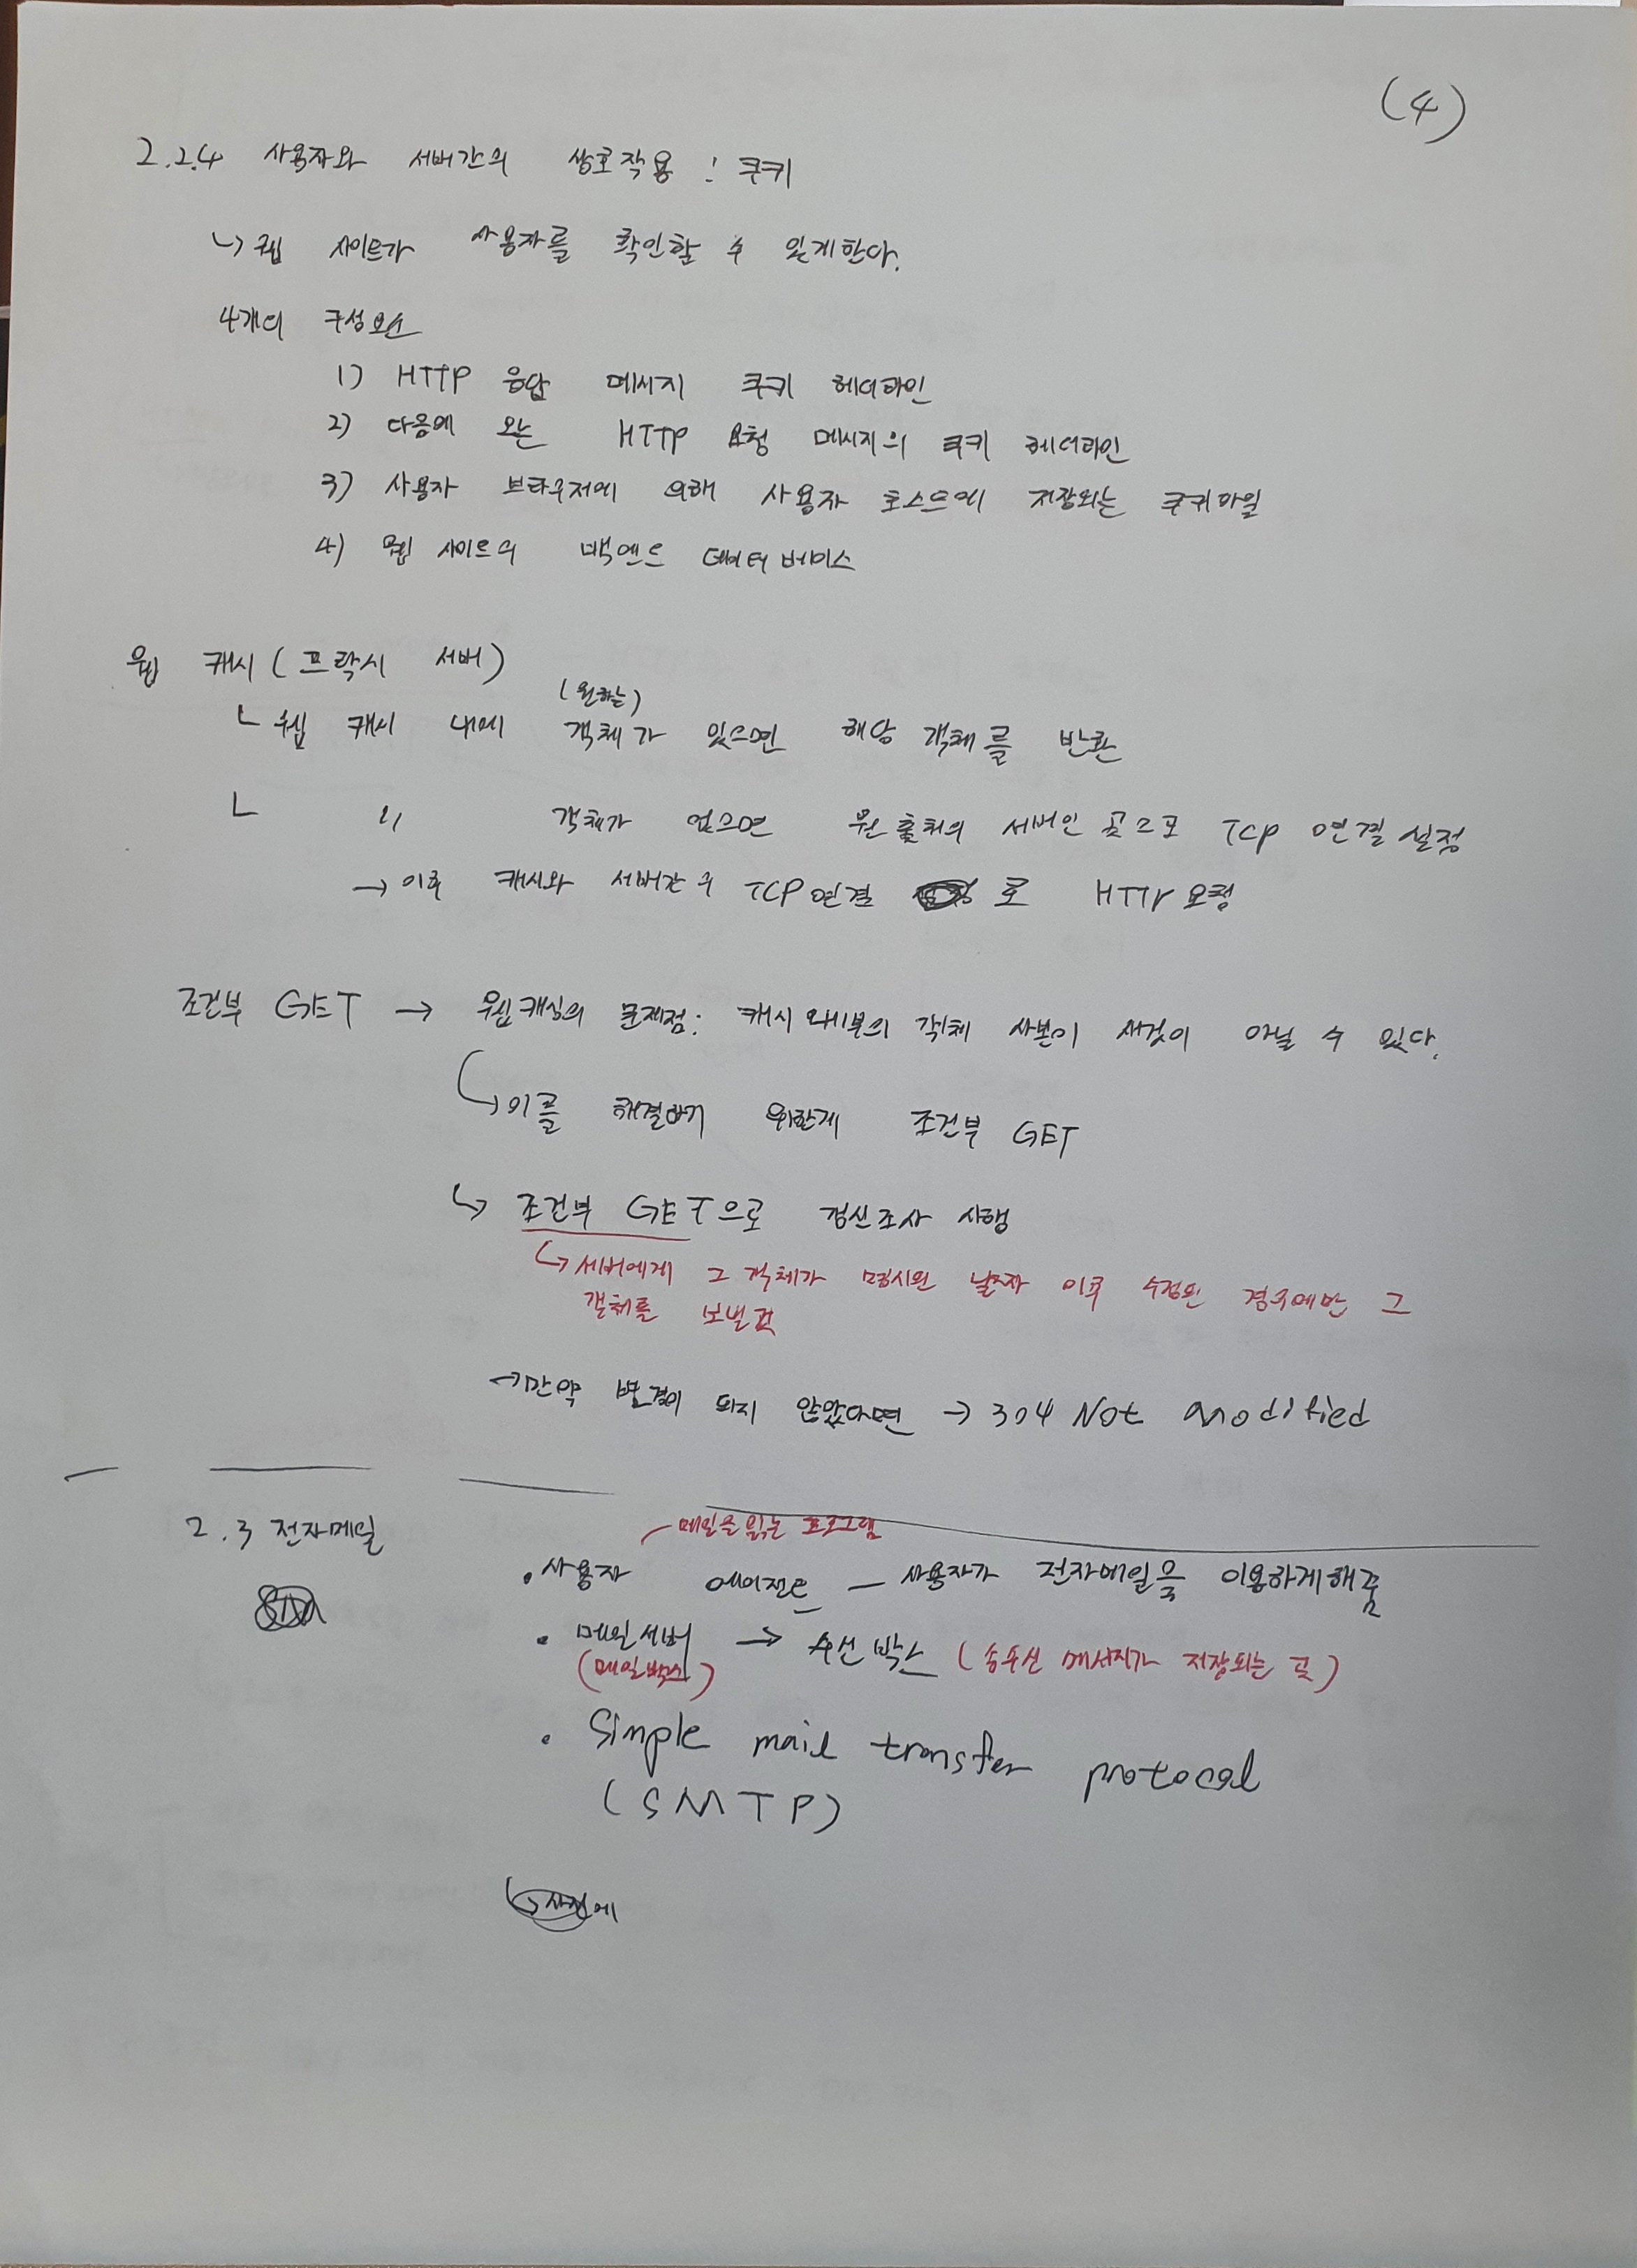 (4)
2.2.4 사용자와 서버간의 상호작용 : 쿠키
↳ 웹 사이트가 사용자를 확인할 수 있게한다.
4개의 구성요소
1) HTTP 응답 메시지 쿠키 헤더라인
2) 다음에 오는 HTTP 요청 메시지의 쿠키 헤더라인
3) 사용자 브라우저에 의해 사용자 호스트에 저장되는 쿠키파일
4) 웹 사이트의 백엔드 데이터베이스
웹 캐시 (프락시 서버)
(원하는)
└ 웹 캐시 내에 객체가 있으면 해당 객체를 반환
└ 〃 객체가 없으면 원 출처의 서버인 곳으로 TCP 연결 설정
→ 이후 캐시와 서버간의 TCP 연결 로 HTTP 요청
조건부 GET → 웹 캐싱의 문제점: 캐시 내부의 객체 사본이 새것이 아닐 수 있다.
↳ 이를 해결하기 위한게 조건부 GET
↳ 조건부 GET으로 갱신조사 시행
↳ 서버에게 그 객체가 명시된 날짜 이후 수정된 경우에만 그
객체를 보낼 것
→ 만약 변경이 되지 않았다면 → 304 Not modified
2.3 전자메일
메일을 읽는 프로그램
• 사용자 에이전트 – 사용자가 전자메일을 이용하게해줌
• 메일서버 → 수신박스 (송수신 메시지가 저장되는 곳)
(메일박스)
• Simple mail transfer protocal
(SMTP)